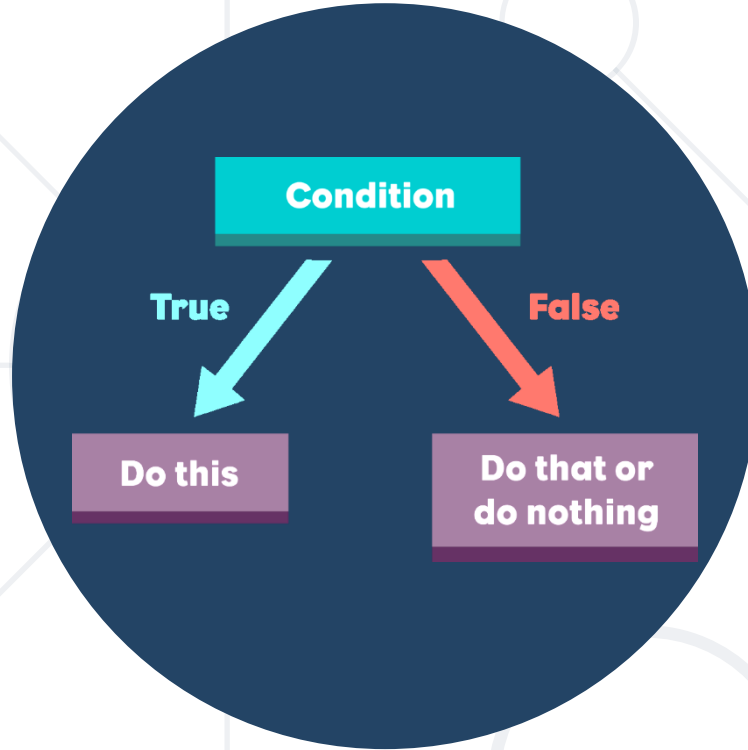 Condition
True
False
Do this
Do that or
do nothing